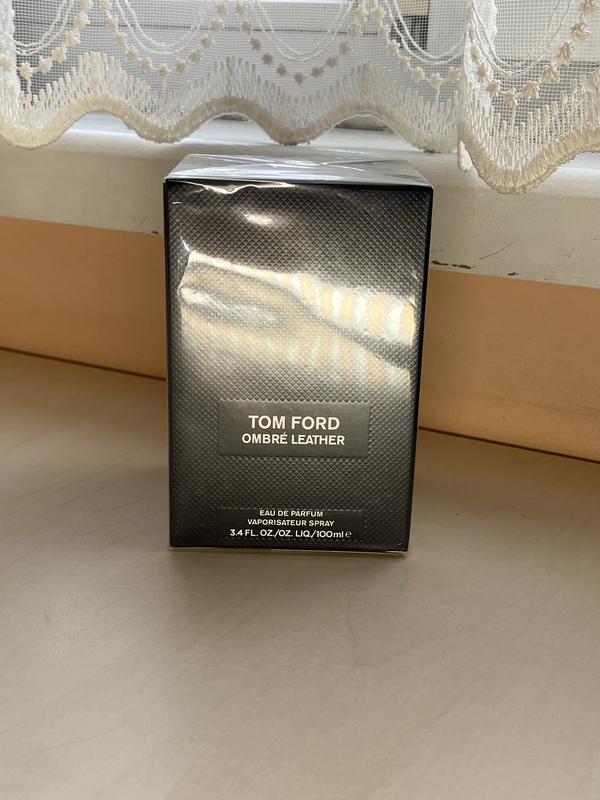 TOM FORD
OMBRÉ LEATHER
EAU DE PARFUM
VAPORISATEUR SPRAY
3.4 FL. OZ./OZ. LIQ./100ml ℮